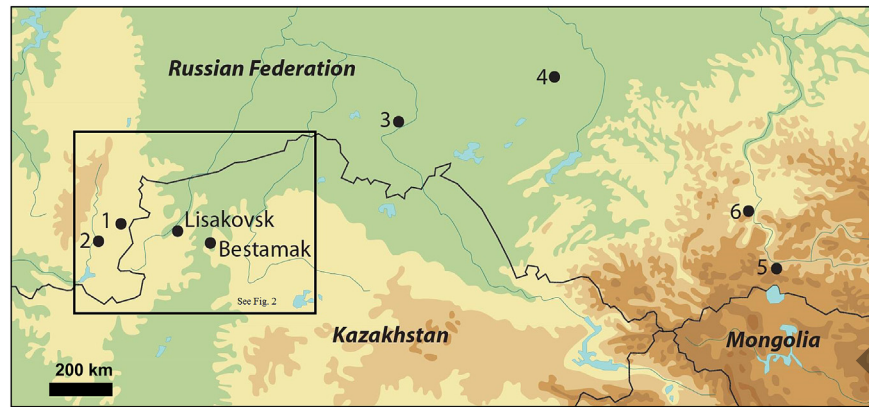 Russian Federation
4
3
6
1
Lisakovsk
2
Bestamak
5
See Fig. 2
Kazakhstan
Mongolia
200 km